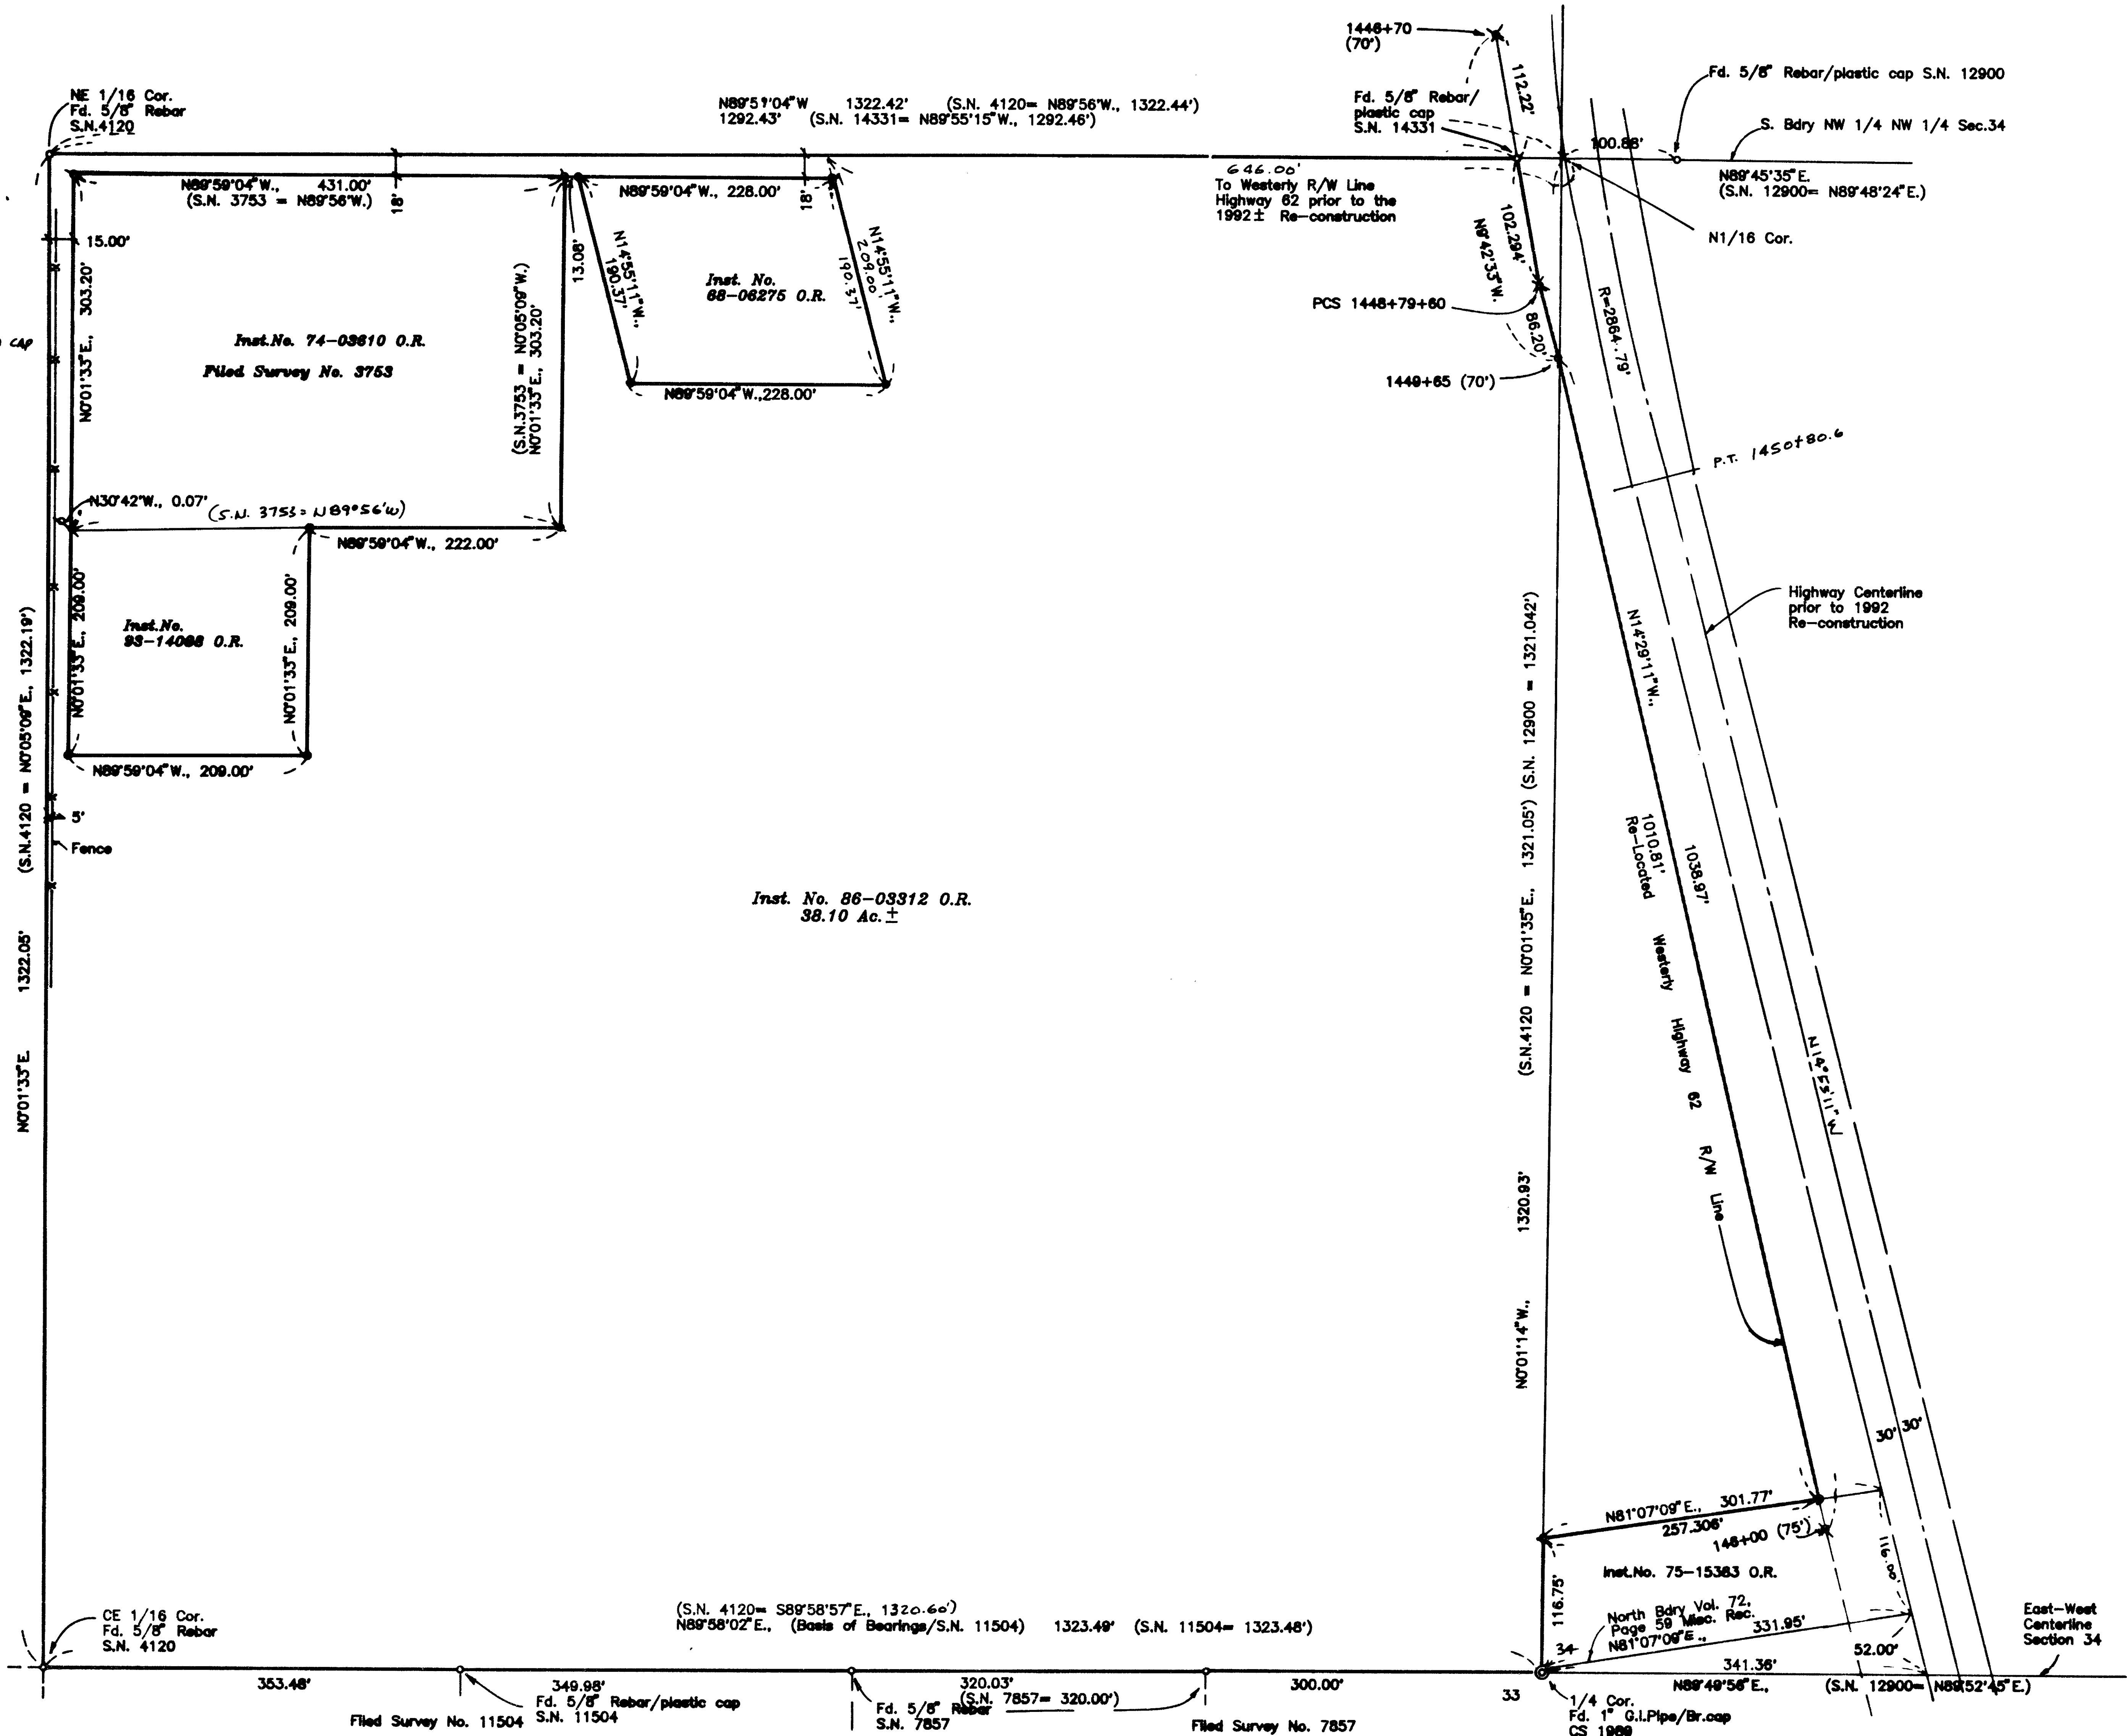 1446+70
(70')
112.22'
Fd. 5/8" Rebar/plastic cap S.N. 12900
NE 1/16 Cor.
Fd. 5/8" Rebar
S.N.4120
N89°59'04"W 1322.42' (S.N. 4120= N89°56'W., 1322.44')
1292.43' (S.N. 14331= N89°55'15"W., 1292.46')
Fd. 5/8" Rebar/
plastic cap
S.N. 14331
S. Bdry NW 1/4 NW 1/4 Sec.34
100.88'
N89°45'35"E.
(S.N. 12900= N89°48'24"E.)
646.00'
To Westerly R/W Line
Highway 62 prior to the
1992± Re-construction
N89°59'04"W., 431.00'
(S.N. 3753 = N89°56'W.)
18'
N89°59'04"W., 228.00'
18'
15.00'
N0°01'33"E., 303.20'
13.08'
N14°55'11"W.,
190.37'
N14°55'11"W.,
209.00'
190.37'
Inst. No.
68-06275 O.R.
102.294'
N9°42'33"W.
N1/16 Cor.
PCS 1448+79+60
86.20'
R=2864.79'
CAP
Inst.No. 74-03610 O.R.
Filed Survey No. 3753
(S.N.3753 = N0°05'09"W.)
N0°01'33"E., 303.20'
N89°59'04"W.,228.00'
1449+65 (70')
P.T. 1450+80.6
N30°42'W., 0.07'
(S.N. 3753 = N89°56'W)
N89°59'04"W., 222.00'
N0°01'33"E., 209.00'
Inst.No.
93-14098 O.R.
N0°01'33"E., 209.00'
N89°59'04"W., 209.00'
Highway Centerline
prior to 1992
Re-construction
N14°29'11"W.,
1010.81'
1038.97'
Re-Located Westerly Highway 62 R/W Line
5'
Fence
N0°01'33"E. 1322.05' (S.N.4120 = N0°05'09"E., 1322.19')
Inst. No. 86-03312 O.R.
38.10 Ac.±
N0°01'14"W., 1320.93' (S.N.4120 = N0°01'35"E., 1321.05') (S.N. 12900 = 1321.042')
N14°55'11"W
30' 30'
N81°07'09"E., 301.77'
257.306'
146+00 (75')
116.00'
Inst.No. 75-15383 O.R.
116.75'
North Bdry Vol. 72,
Page 59 Misc. Rec.
N81°07'09"E., 331.95'
34
52.00'
341.36'
N89°49'56"E., (S.N. 12900= N89°52'45"E.)
East-West
Centerline
Section 34
CE 1/16 Cor.
Fd. 5/8" Rebar
S.N. 4120
(S.N. 4120= S89°58'57"E., 1320.60')
N89°58'02"E., (Basis of Bearings/S.N. 11504) 1323.49' (S.N. 11504= 1323.48')
353.46'
349.98'
Fd. 5/8" Rebar/plastic cap
S.N. 11504
Filed Survey No. 11504
320.03'
(S.N. 7857= 320.00')
Fd. 5/8" Rebar
S.N. 7857
300.00'
Filed Survey No. 7857
33
1/4 Cor.
Fd. 1" G.I.Pipe/Br.cap
CS 1969